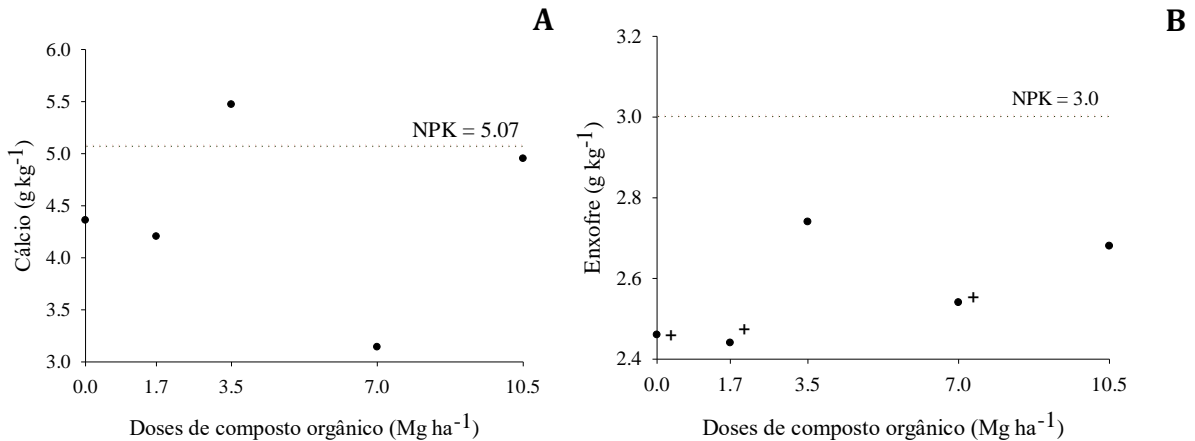 A
6.0
5.5
5.0
4.5
4.0
3.5
3.0
Cálcio (g kg-1)
NPK = 5.07
0.0 1.7 3.5 7.0 10.5
Doses de composto orgânico (Mg ha-1)
B
3.2
3.0
2.8
2.6
2.4
Enxofre (g kg-1)
NPK = 3.0
+ + +
0.0 1.7 3.5 7.0 10.5
Doses de composto orgânico (Mg ha-1)